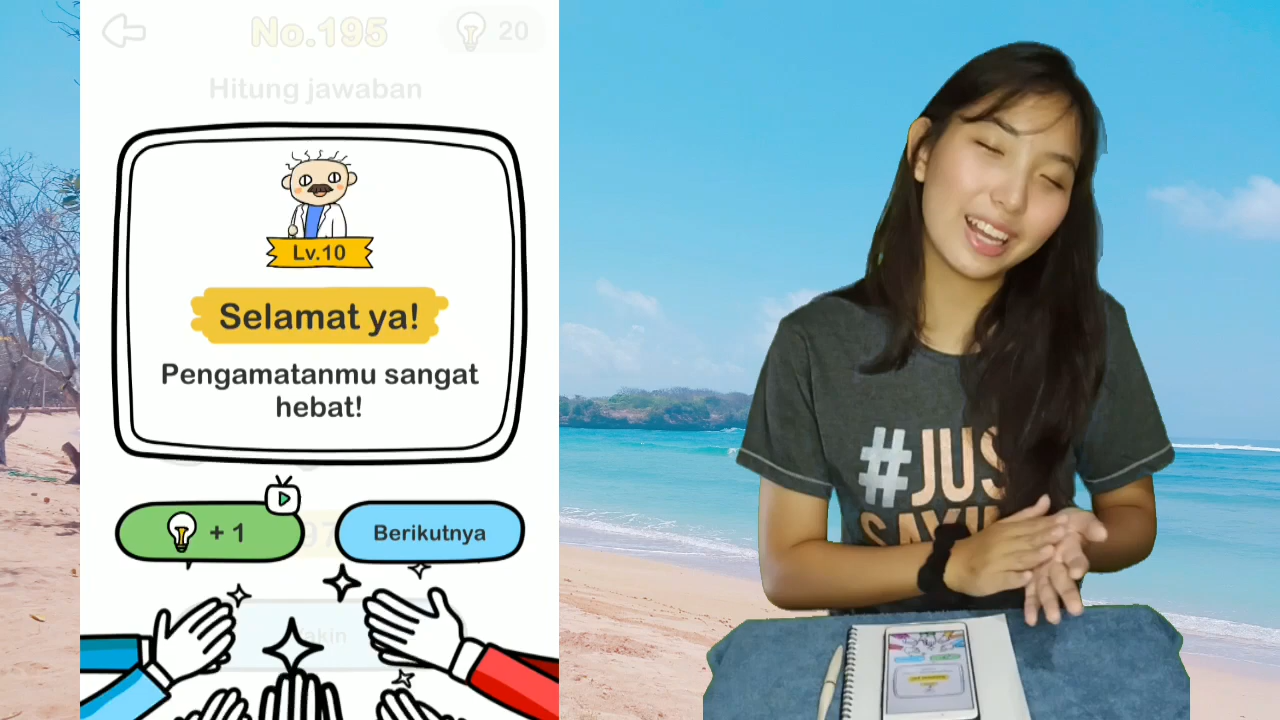 No.195
20
Hitung jawaban
Lv.10
Selamat ya!
Pengamatanmu sangat
hebat!
+ 1
Berikutnya
#JUS